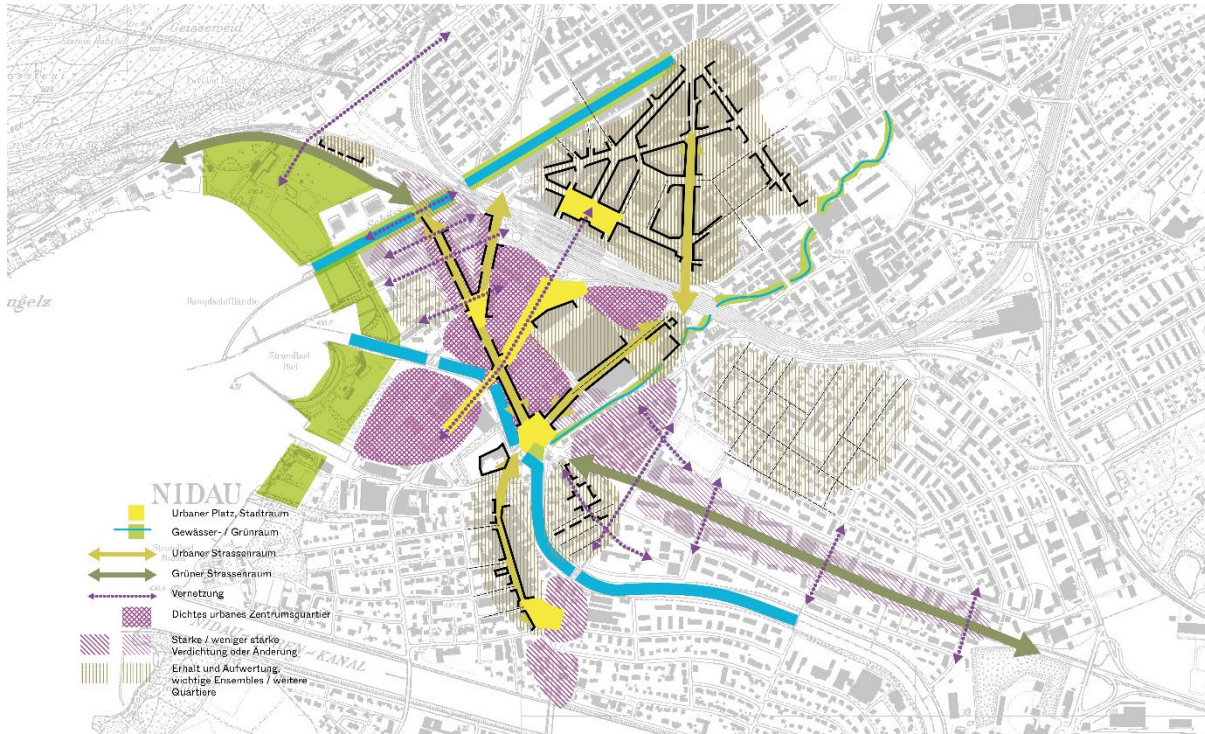 ngelz
Strandbad
Biel
NIDAU
Urbaner Platz, Stadtraum
Gewässer- / Grünraum
Urbaner Strassenraum
Grüner Strassenraum
Vernetzung
Dichtes urbanes Zentrumsquartier
Starke / weniger starke
Verdichtung oder Änderung
Erhalt und Aufwertung,
wichtige Ensembles / weitere
Quartiere